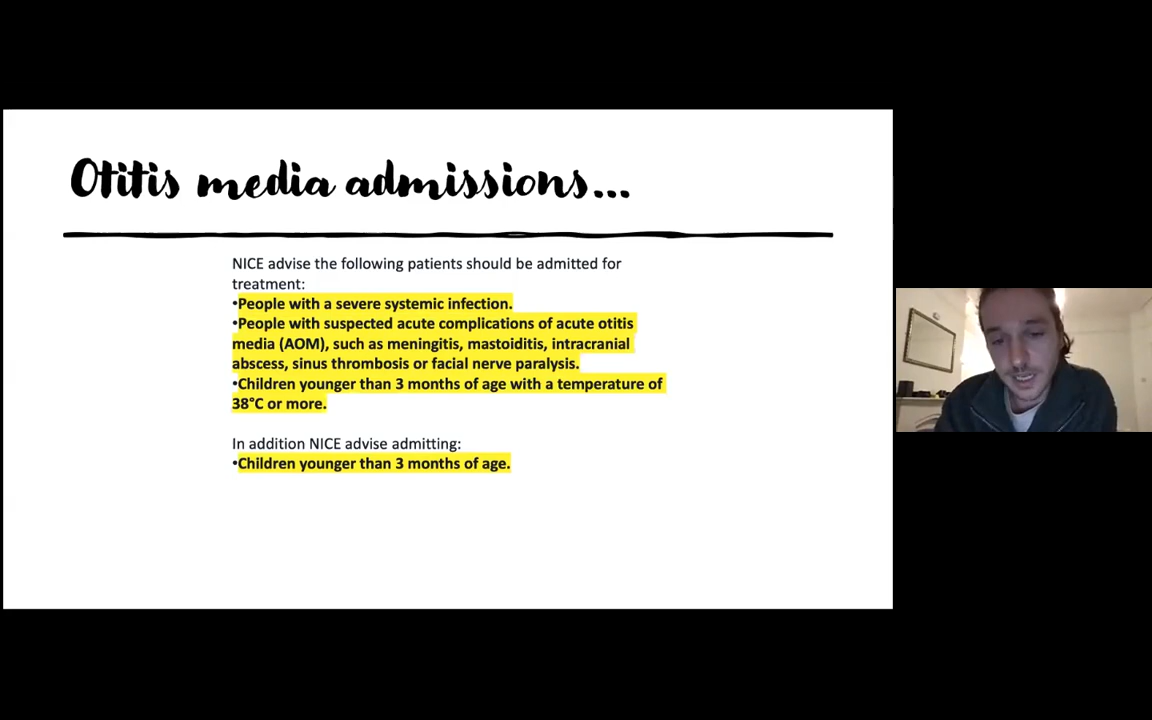 Otitis media admissions...
NICE advise the following patients should be admitted for
treatment:
•People with a severe systemic infection.
•People with suspected acute complications of acute otitis
media (AOM), such as meningitis, mastoiditis, intracranial
abscess, sinus thrombosis or facial nerve paralysis.
•Children younger than 3 months of age with a temperature of
38°C or more.
In addition NICE advise admitting:
•Children younger than 3 months of age.